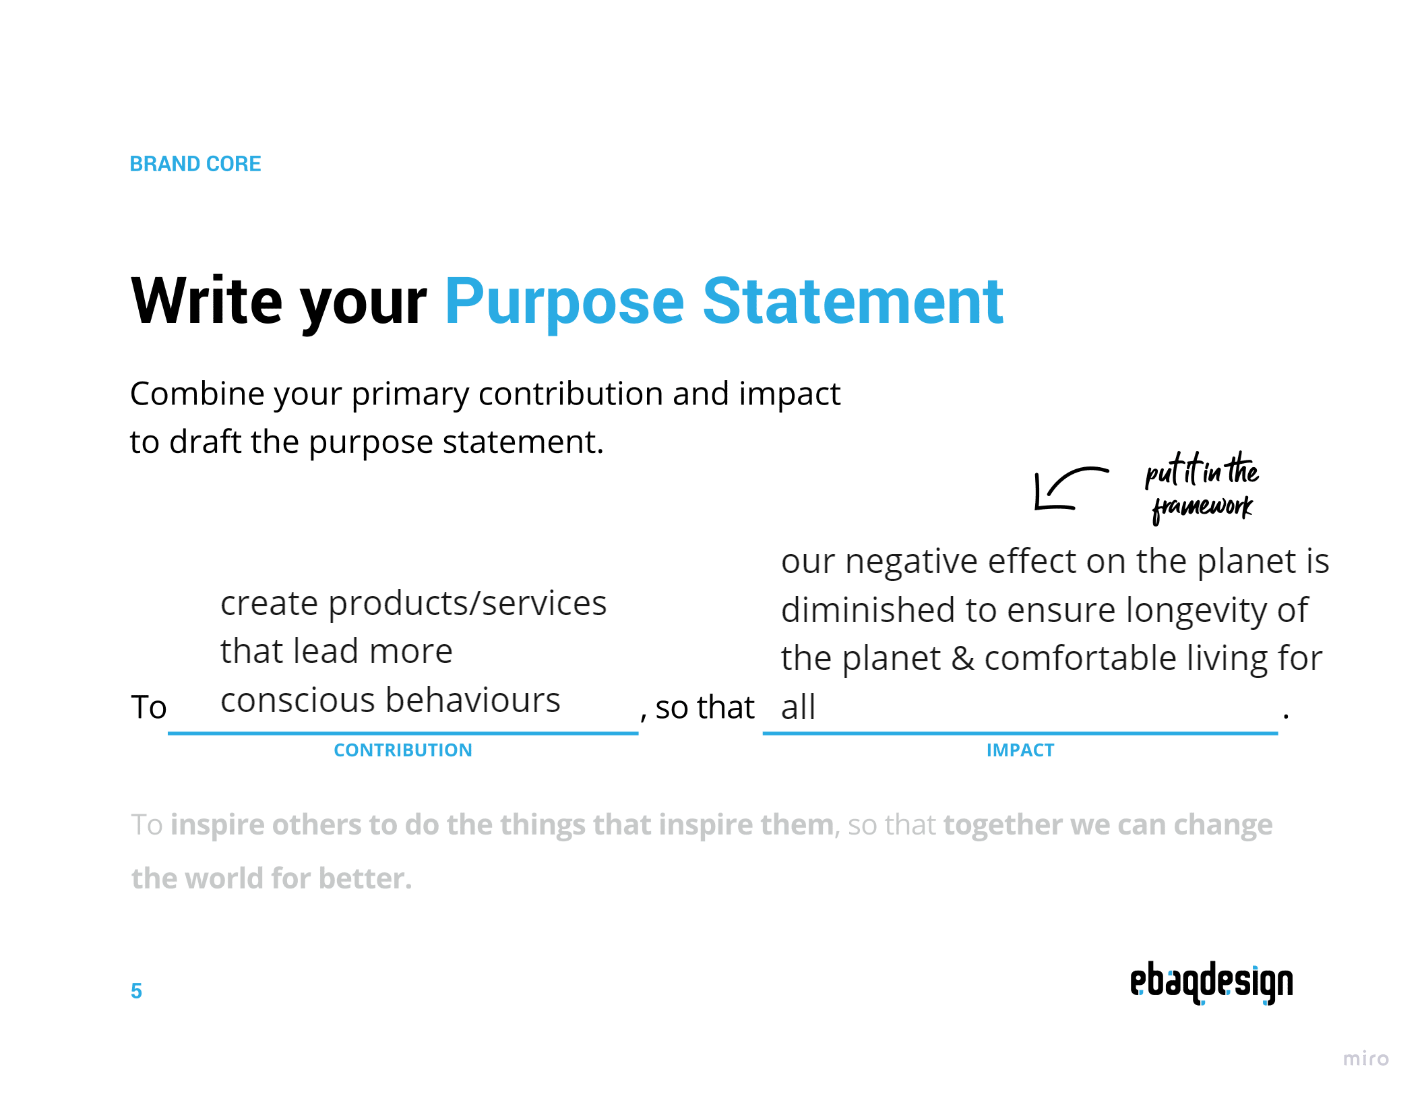 BRAND CORE
Write your Purpose Statement
Combine your primary contribution and impact
to draft the purpose statement.
put it in the
framework
create products/services
that lead more
conscious behaviours
our negative effect on the planet is
diminished to ensure longevity of
the planet & comfortable living for
all
To , so that .
CONTRIBUTION
IMPACT
To inspire others to do the things that inspire them, so that together we can change
the world for better.
5
ebaqdesign
miro